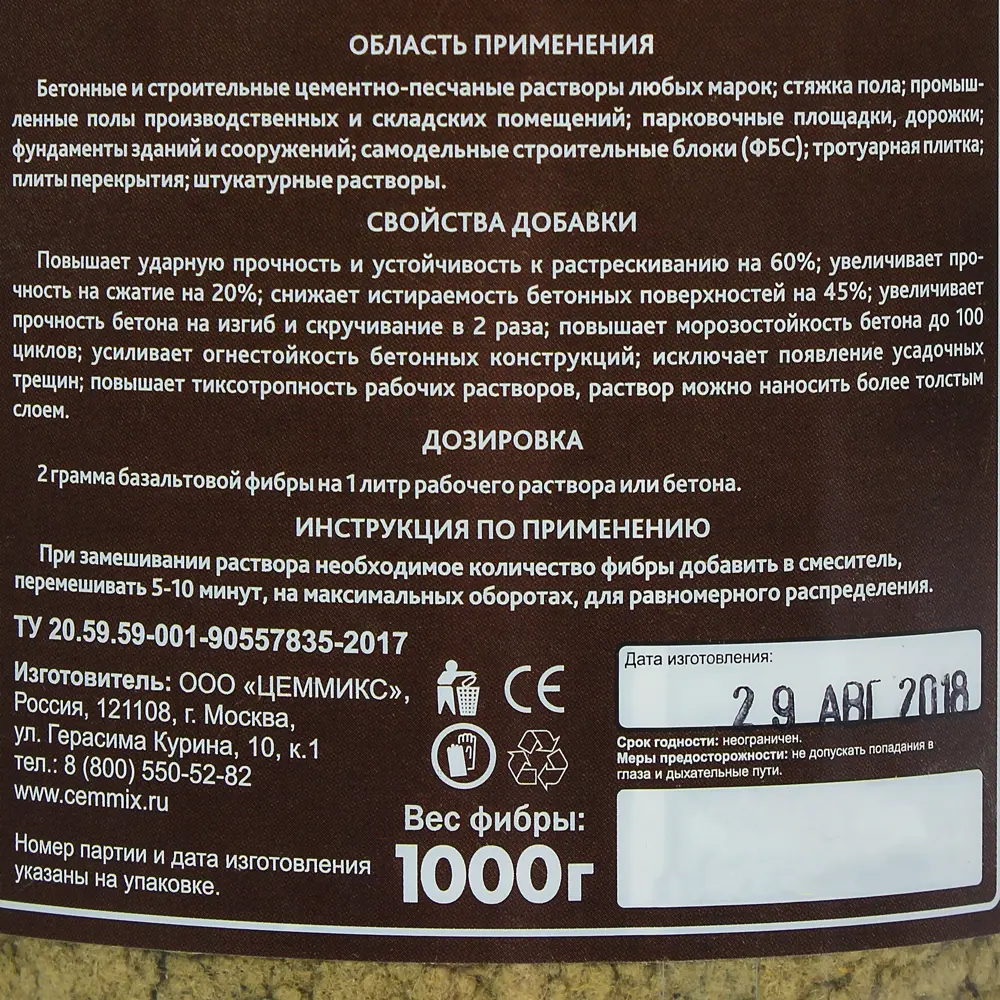 ОБЛАСТЬ ПРИМЕНЕНИЯ
Бетонные и строительные цементно-песчаные растворы любых марок; стяжка пола; промыш-
ленные полы производственных и складских помещений; парковочные площадки, дорожки;
фундаменты зданий и сооружений; самодельные строительные блоки (ФБС); тротуарная плитка;
плиты перекрытия; штукатурные растворы.
СВОЙСТВА ДОБАВКИ
Повышает ударную прочность и устойчивость к растрескиванию на 60%; увеличивает про-
чность на сжатие на 20%; снижает истираемость бетонных поверхностей на 45%; увеличивает
прочность бетона на изгиб и скручивание в 2 раза; повышает морозостойкость бетона до 100
циклов; усиливает огнестойкость бетонных конструкций; исключает появление усадочных
трещин; повышает тиксотропность рабочих растворов, раствор можно наносить более толстым
слоем.
ДОЗИРОВКА
2 грамма базальтовой фибры на 1 литр рабочего раствора или бетона.
ИНСТРУКЦИЯ ПО ПРИМЕНЕНИЮ
При замешивании раствора необходимое количество фибры добавить в смеситель,
перемешивать 5-10 минут, на максимальных оборотах, для равномерного распределения.
ТУ 20.59.59-001-90557835-2017
Изготовитель: ООО «ЦЕММИКС»,
Россия, 121108, г. Москва,
ул. Герасима Курина, 10, к.1
тел.: 8 (800) 550-52-82
www.cemmix.ru
Номер партии и дата изготовления
указаны на упаковке.
CE
Вес фибры:
1000г
Дата изготовления:
29 АВГ 2018
Срок годности: неограничен.
Меры предосторожности: не допускать попадания в
глаза и дыхательные пути.